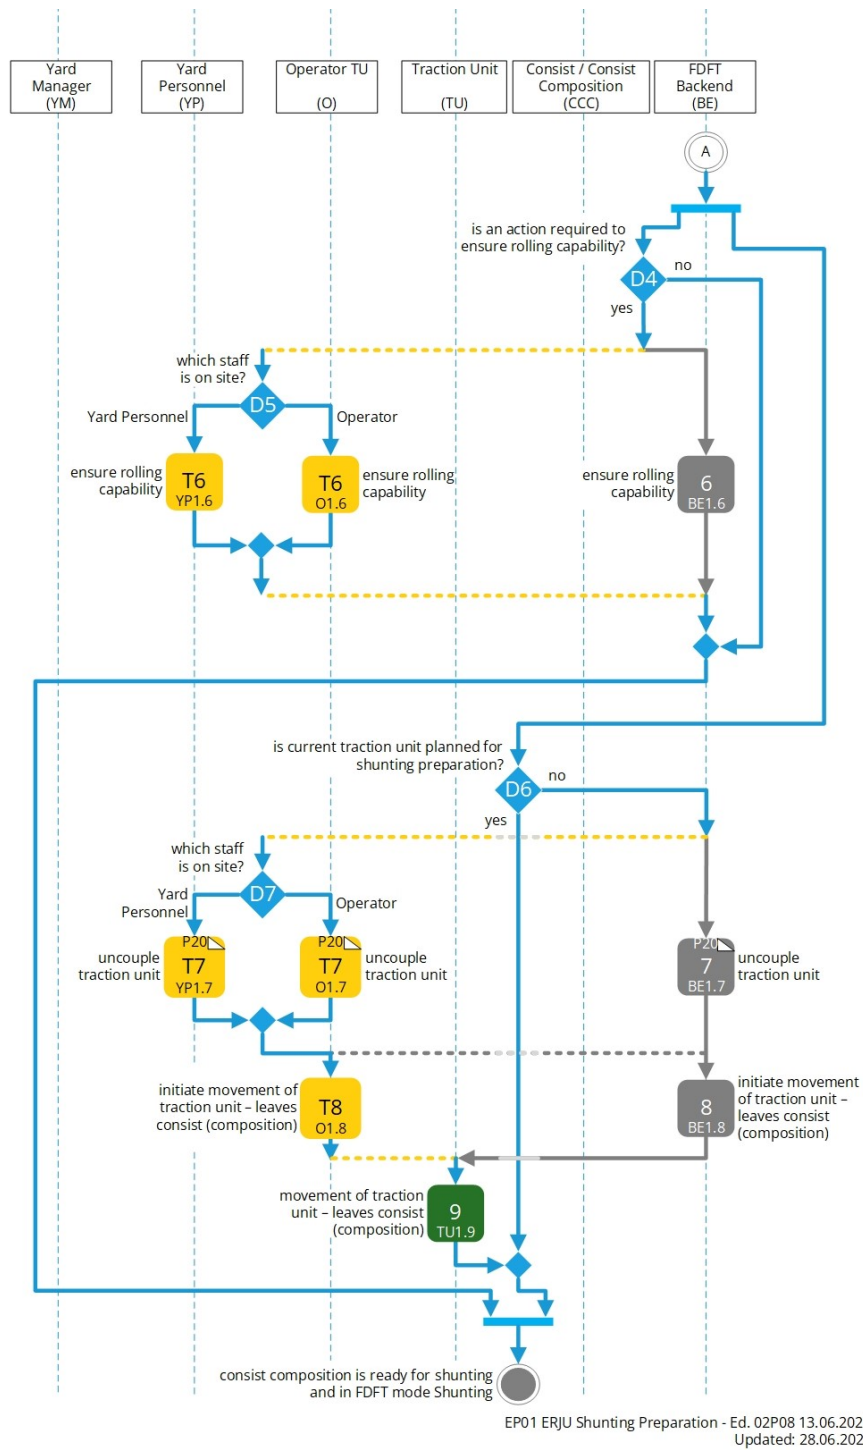 Yard
Manager
(YM)
Yard
Personnel
(YP)
Operator TU
(O)
Traction Unit
(TU)
Consist / Consist
Composition
(CCC)
FDFT
Backend
(BE)
A
is an action required to
ensure rolling capability?
D4
no
yes
which staff
is on site?
D5
Yard Personnel
Operator
ensure rolling
capability
T6
YP1.6
T6
O1.6
ensure rolling
capability
ensure rolling
capability
6
BE1.6
is current traction unit planned for
shunting preparation?
D6
no
yes
which staff
is on site?
D7
Yard
Personnel
Operator
uncouple
traction unit
P20
T7
YP1.7
P20
T7
O1.7
uncouple
traction unit
P20
7
BE1.7
uncouple
traction unit
initiate movement of
traction unit – leaves
consist (composition)
T8
O1.8
8
BE1.8
initiate movement
of traction unit –
leaves consist
(composition)
movement of traction
unit – leaves consist
(composition)
9
TU1.9
consist composition is ready for shunting
and in FDFT mode Shunting
EP01 ERJU Shunting Preparation - Ed. 02P08 13.06.202
Updated: 28.06.202